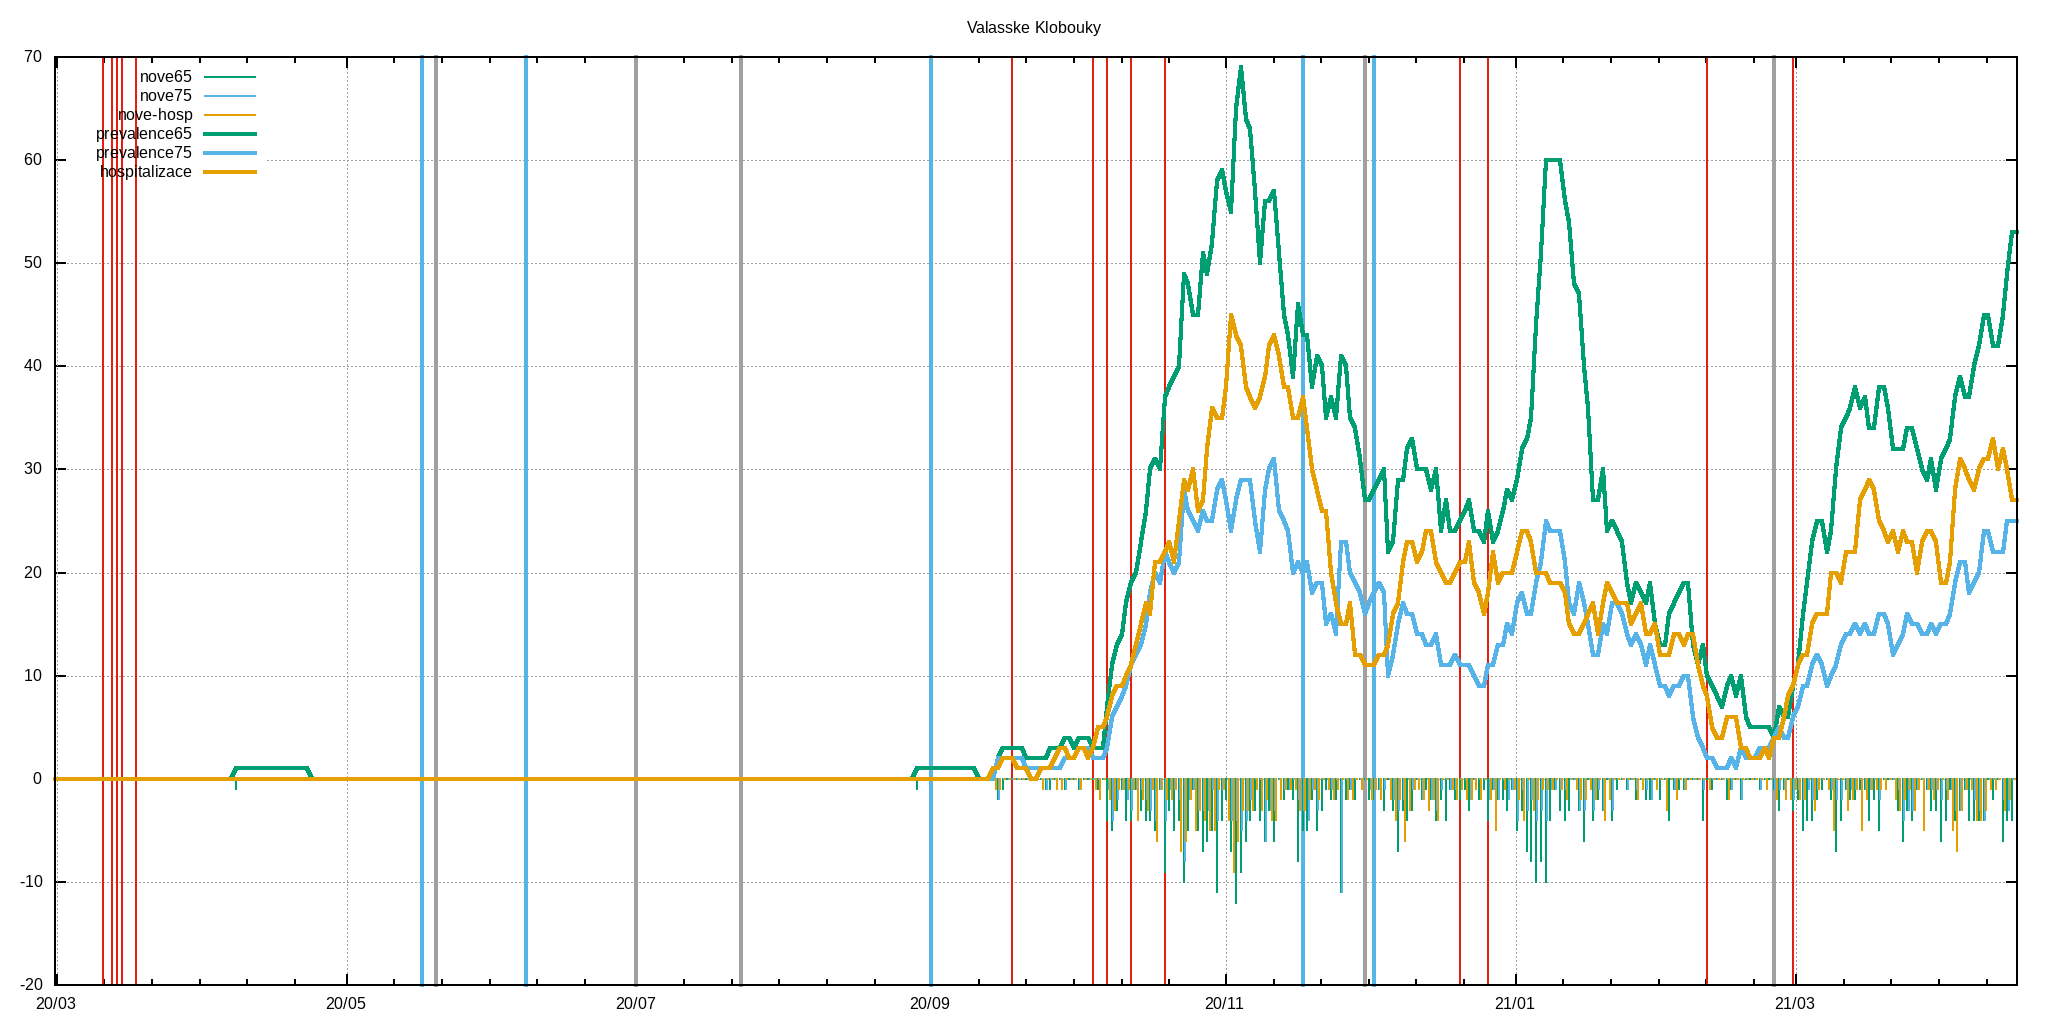 Valasske Klobouky
70
60
50
40
30
20
10
0
-10
-20
nove65
nove75
nove-hosp
prevalence65
prevalence75
hospitalizace
20/03 20/05 20/07 20/09 20/11 21/01 21/03